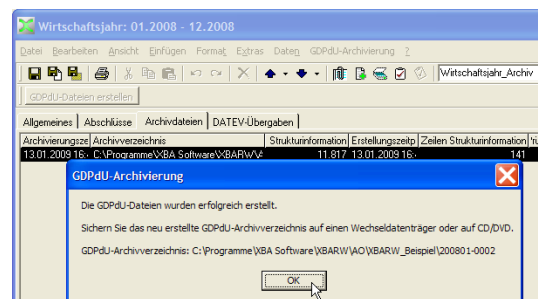 Wirtschaftsjahr: 01.2008 - 12.2008
Datei Bearbeiten Ansicht Einfügen Format Extras Daten GDPdU-Archivierung ?
Wirtschaftsjahr_Archiv
GDPdU-Dateien erstellen
Allgemeines Abschlüsse Archivdateien DATEV-Übergaben
Archivierungsze Archivverzeichnis Strukturinformation Erstellungszeitp Zeilen Strukturinformation
13.01.2009 16: C:\Programme\XBA Software\XBARW\A 11.817 13.01.2009 16: 141
GDPdU-Archivierung
Die GDPdU-Dateien wurden erfolgreich erstellt.
Sichern Sie das neu erstellte GDPdU-Archivverzeichnis auf einen Wechseldatenträger oder auf CD/DVD.
GDPdU-Archivverzeichnis: C:\Programme\XBA Software\XBARW\AO\XBARW_Beispiel\200801-0002
OK